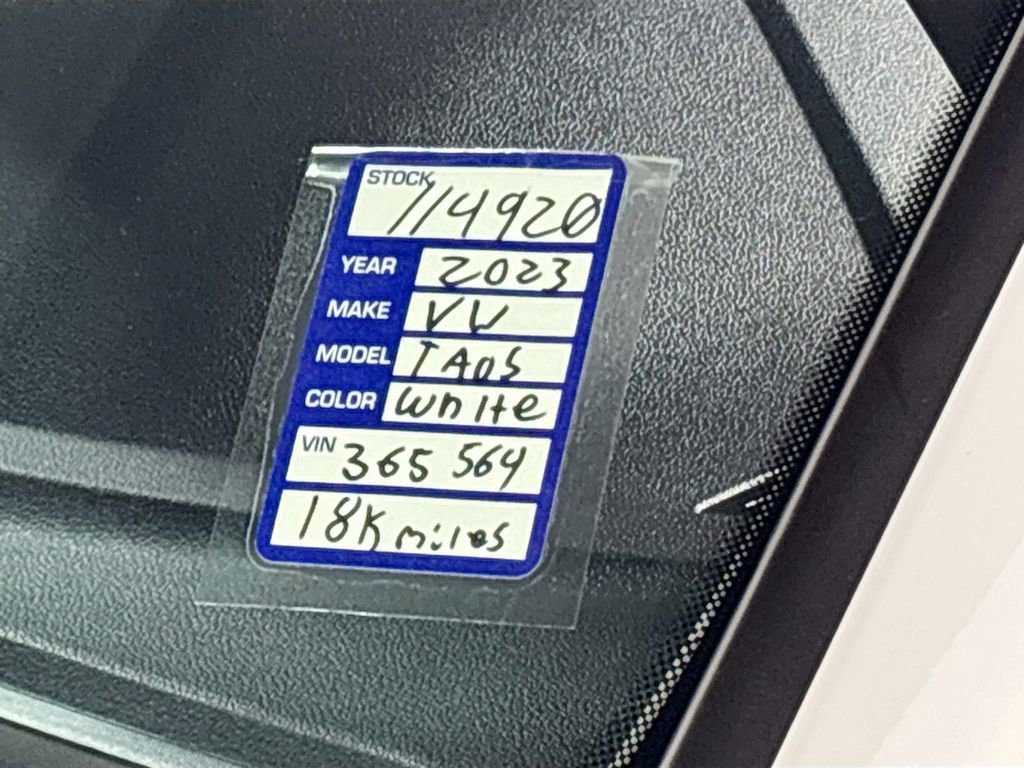 STOCK 114920
YEAR 2023
MAKE VW
MODEL TAOS
COLOR White
VIN 365 564
18K miles